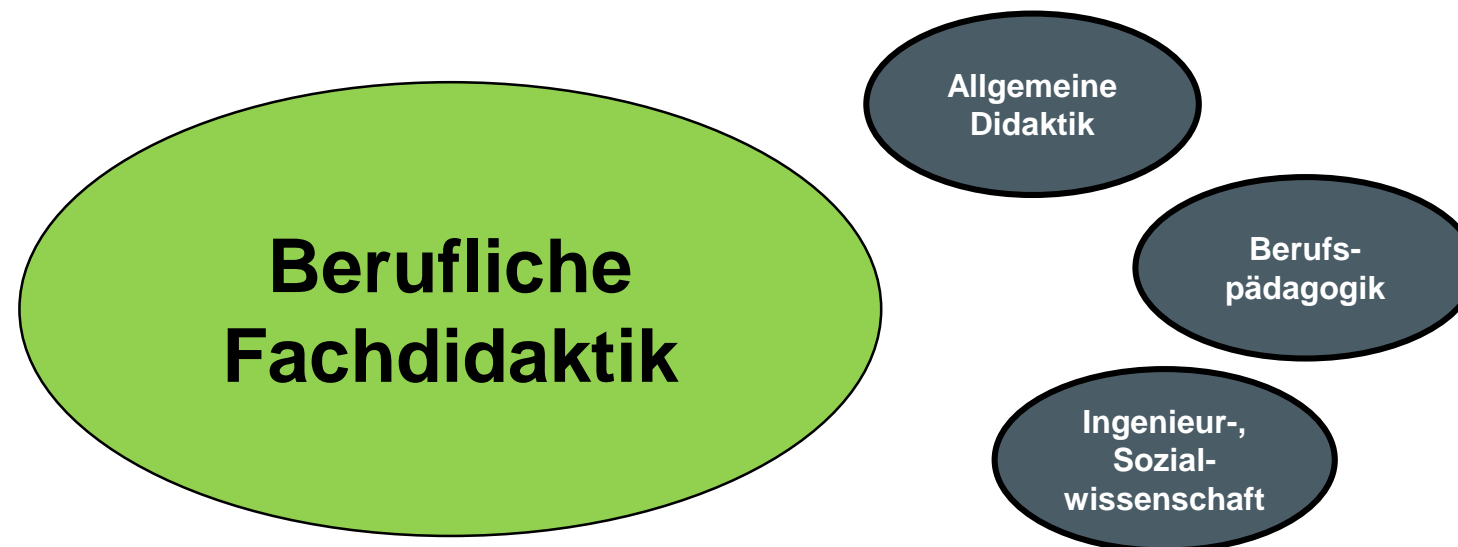 Berufliche
Fachdidaktik
Allgemeine
Didaktik
Berufs-
pädagogik
Ingenieur-,
Sozial-
wissenschaft